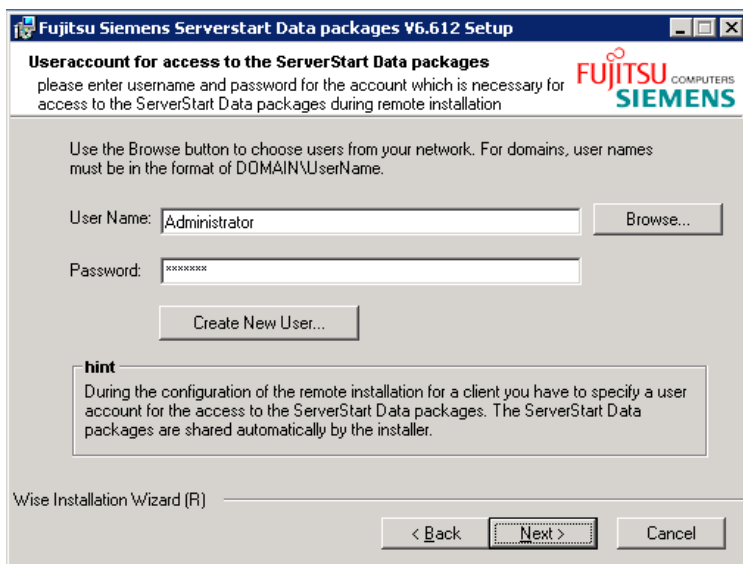 Fujitsu Siemens Serverstart Data packages V6.612 Setup
Useraccount for access to the ServerStart Data packages
please enter username and password for the account which is necessary for
access to the ServerStart Data packages during remote installation
FUJITSU COMPUTERS
SIEMENS
Use the Browse button to choose users from your network. For domains, user names
must be in the format of DOMAIN\UserName.
User Name: Administrator Browse...
Password: *******
Create New User...
hint
During the configuration of the remote installation for a client you have to specify a user
account for the access to the ServerStart Data packages. The ServerStart Data
packages are shared automatically by the installer.
Wise Installation Wizard (R)
< Back Next > Cancel